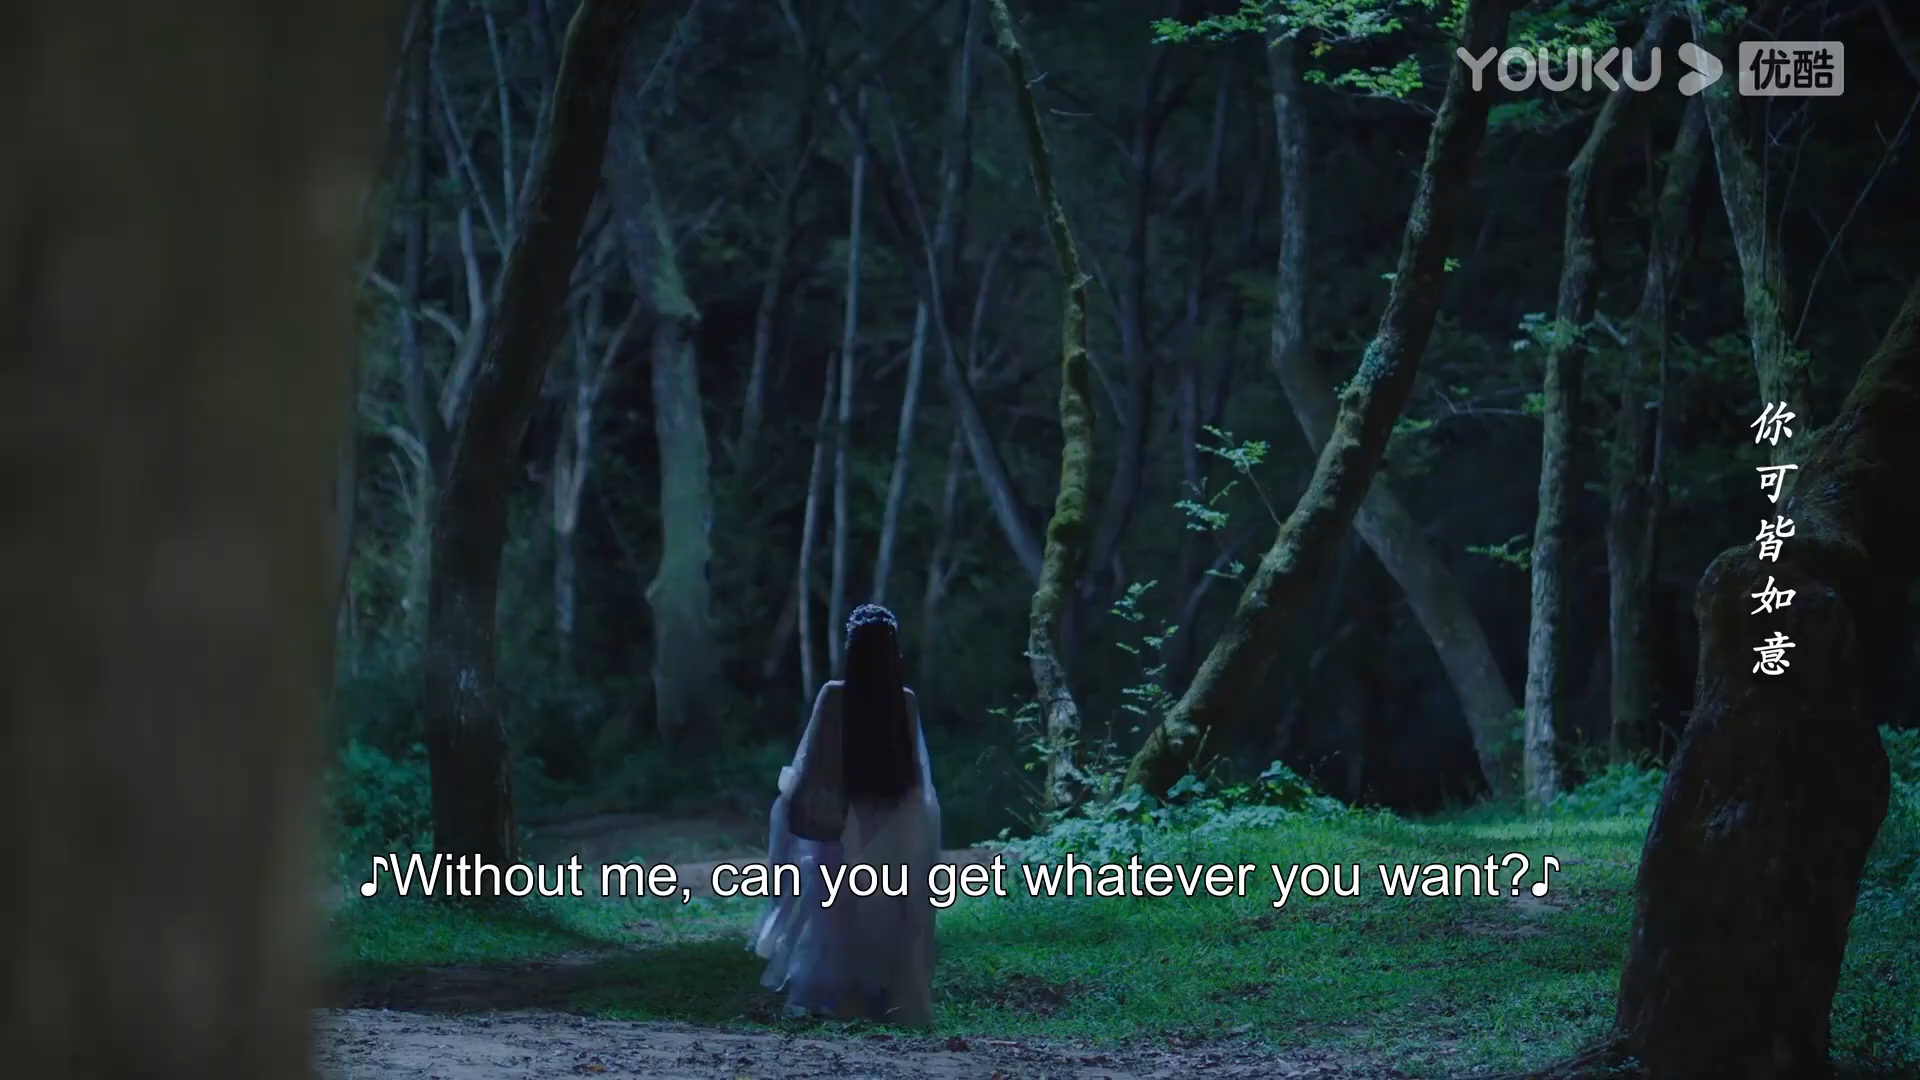 YOUKU 优酷
你可皆如意
♪Without me, can you get whatever you want?♪